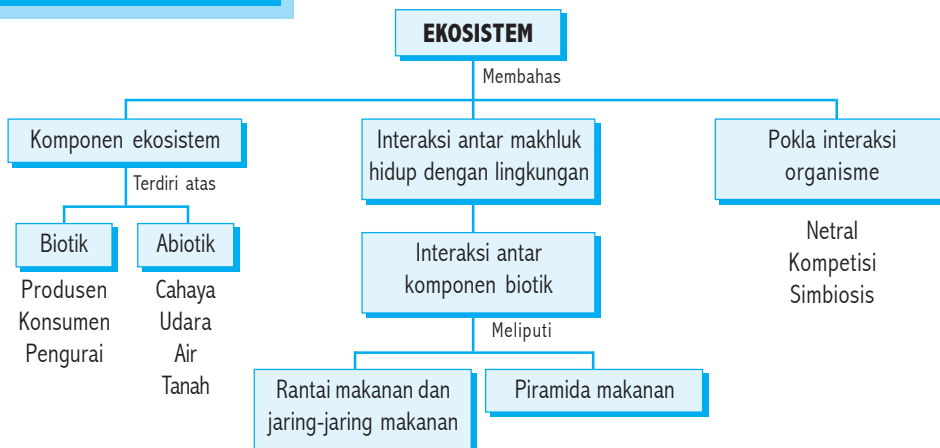 EKOSISTEM
Membahas
Komponen ekosistem
Terdiri atas
Biotik
Produsen
Konsumen
Pengurai
Abiotik
Cahaya
Udara
Air
Tanah
Interaksi antar makhluk
hidup dengan lingkungan
Interaksi antar
komponen biotik
Meliputi
Rantai makanan dan
jaring-jaring makanan
Piramida makanan
Pokla interaksi
organisme
Netral
Kompetisi
Simbiosis